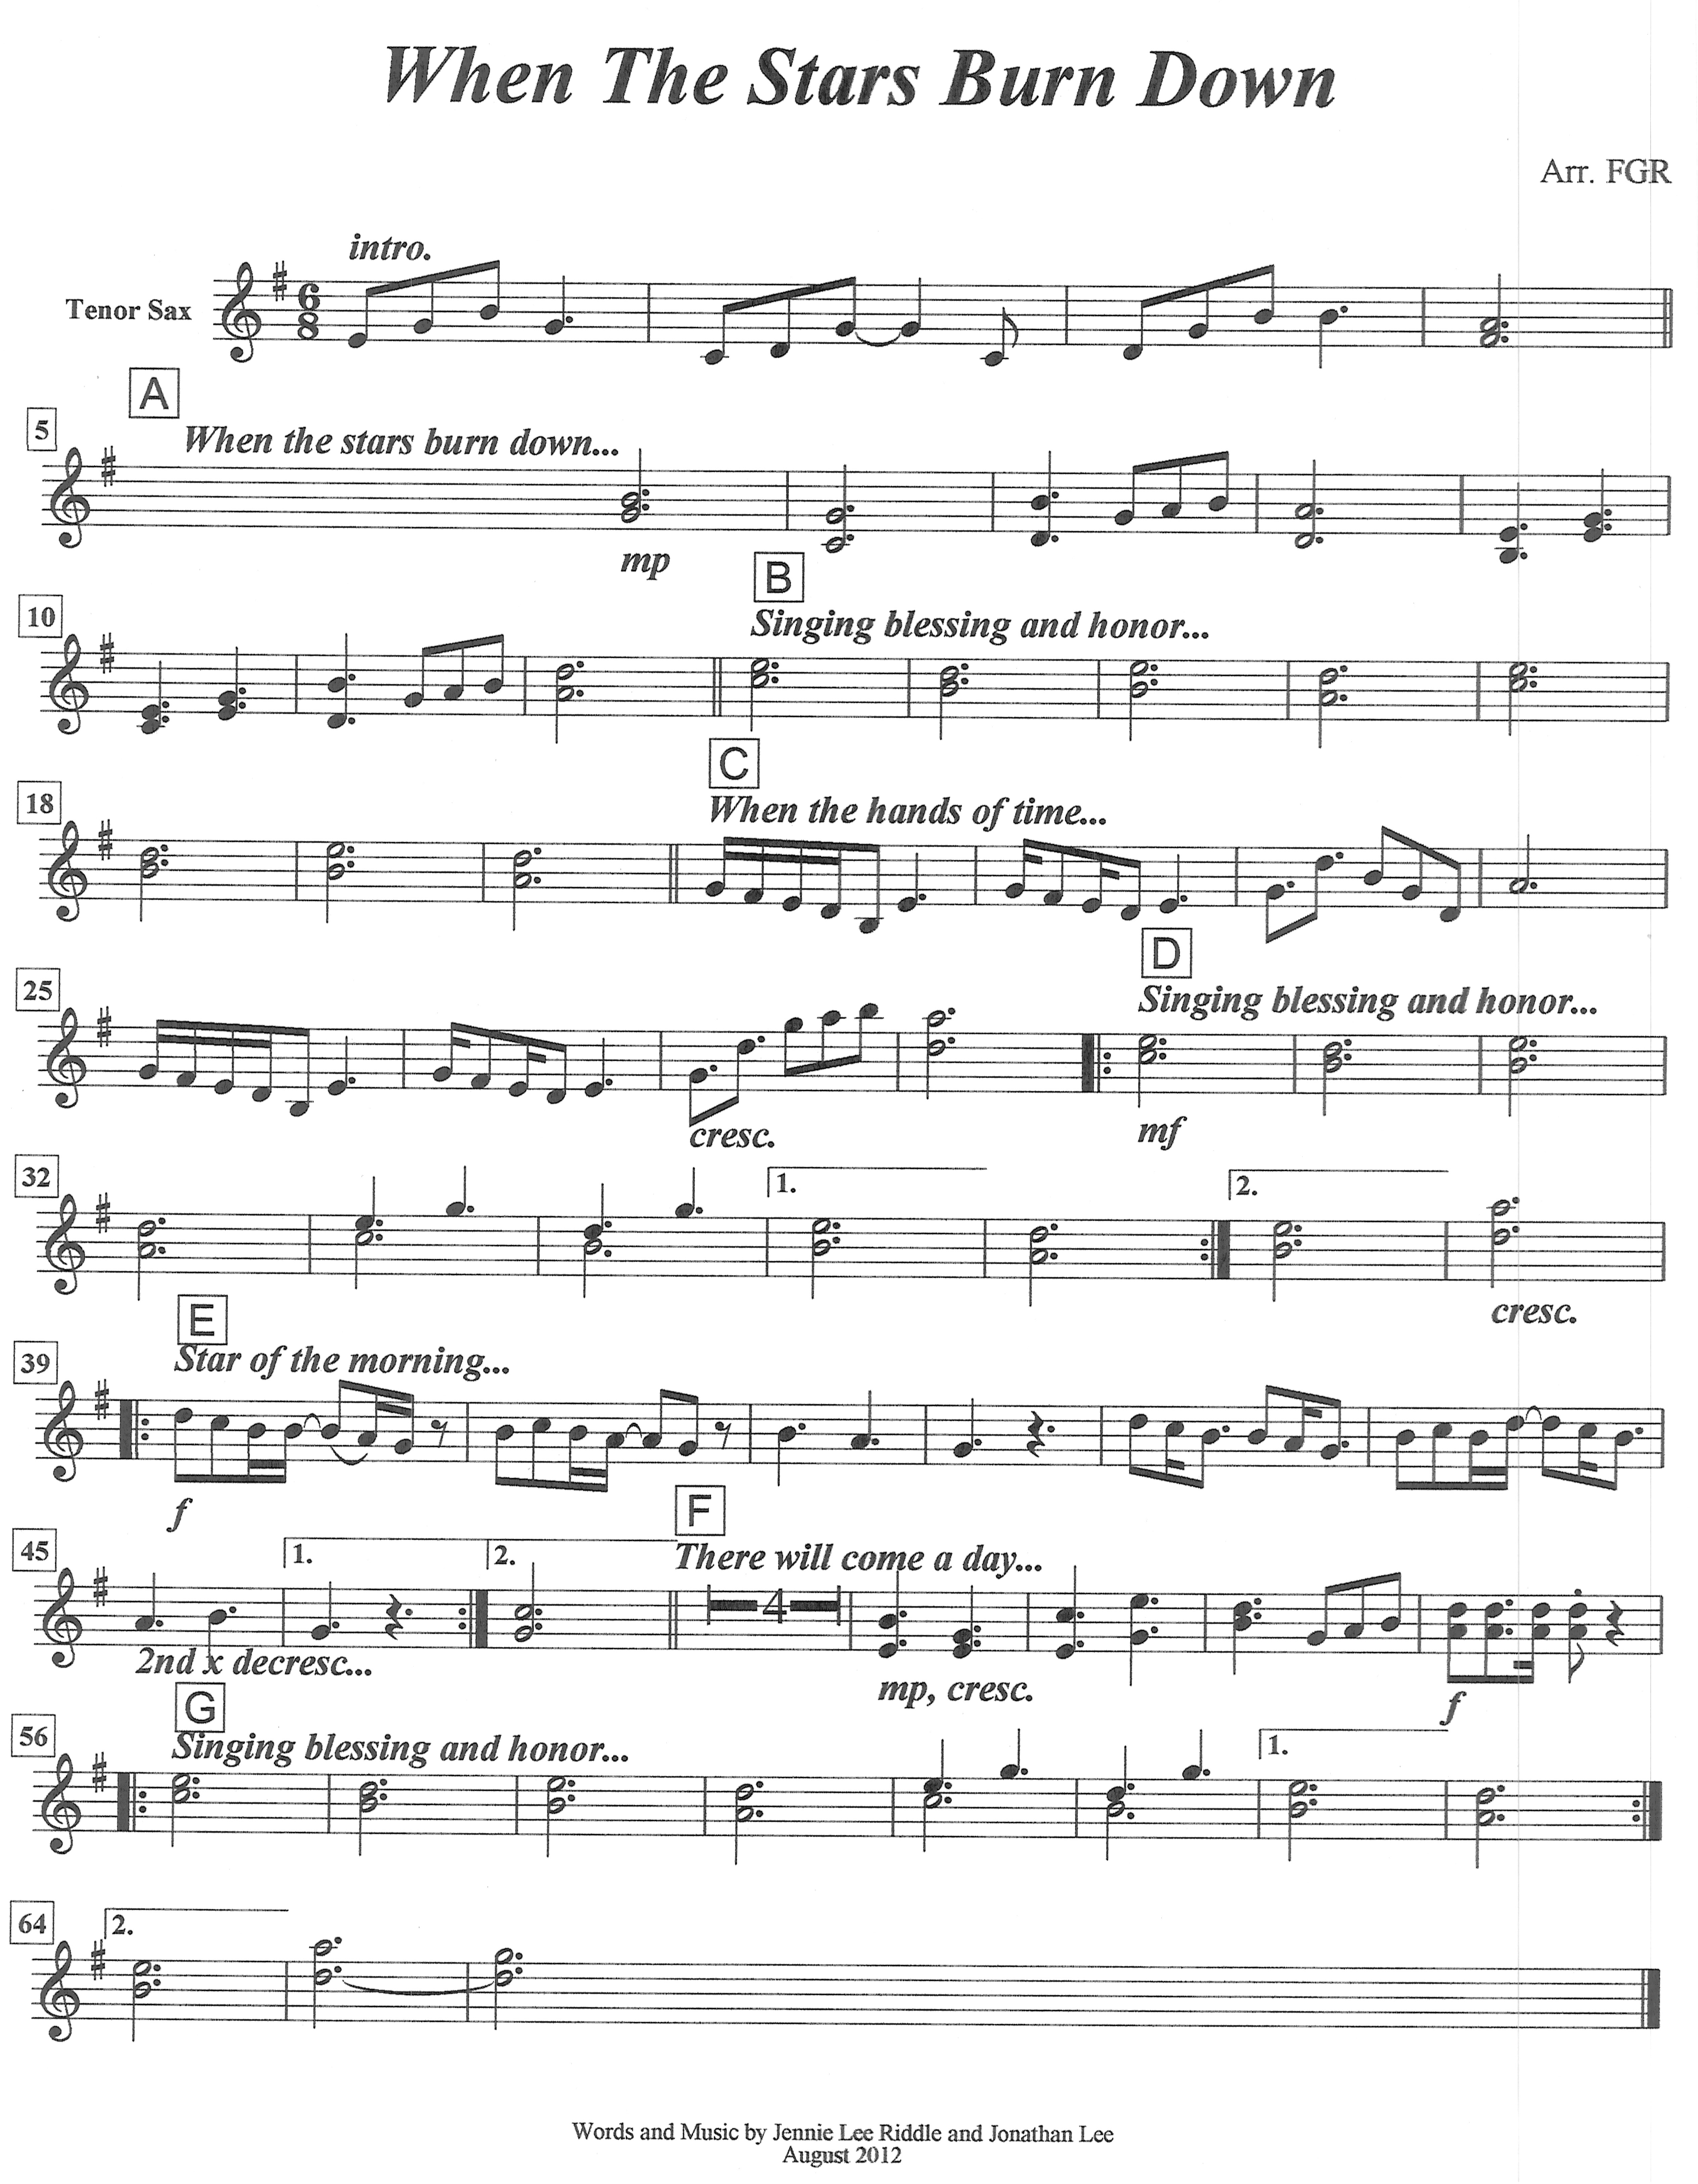 When The Stars Burn Down
Arr. FGR
intro.
Tenor Sax
6
8
A
5
When the stars burn down...
mp
B
10
Singing blessing and honor...
C
18
When the hands of time...
D
25
Singing blessing and honor...
cresc.
mf
32
1.
2.
cresc.
E
39
Star of the morning...
f
F
45
1.
2.
There will come a day...
4
2nd x decresc...
mp, cresc.
f
G
56
Singing blessing and honor...
1.
64
2.
Words and Music by Jennie Lee Riddle and Jonathan Lee
August 2012